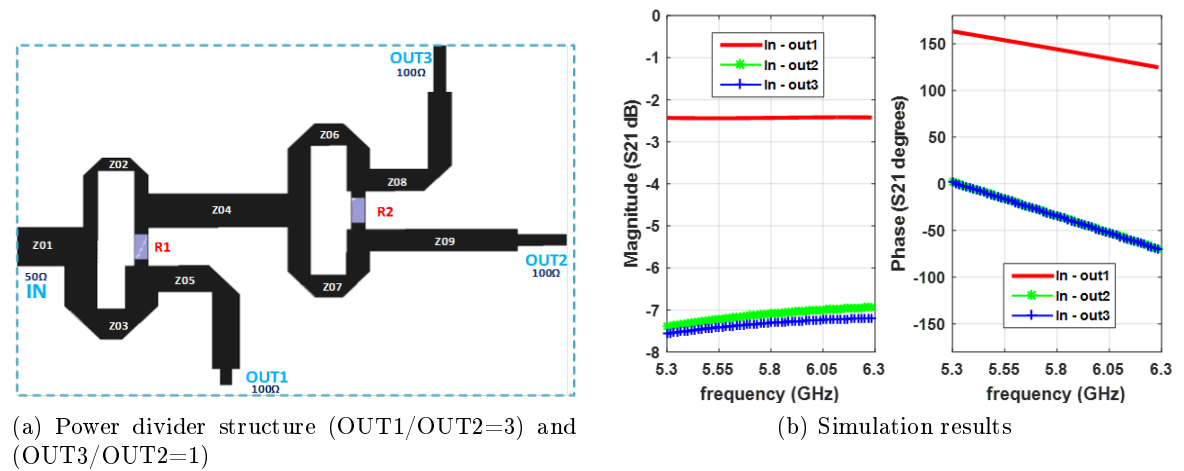 OUT3
100Ω
Z06
Z02
Z08
Z04
R2
Z01
R1
Z09
50Ω
IN
Z05
OUT2
100Ω
Z07
Z03
OUT1
100Ω
(a) Power divider structure (OUT1/OUT2=3) and
(OUT3/OUT2=1)
Magnitude (S21 dB)
0
-1
-2
-3
-4
-5
-6
-7
-8
In - out1
In - out2
In - out3
5.3 5.55 5.8 6.05 6.3
frequency (GHz)
Phase (S21 degrees)
150
100
50
0
-50
-100
-150
In - out1
In - out2
In - out3
5.3 5.55 5.8 6.05 6.3
frequency (GHz)
(b) Simulation results